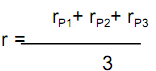 r = rP1+ rP2+ rP3
3